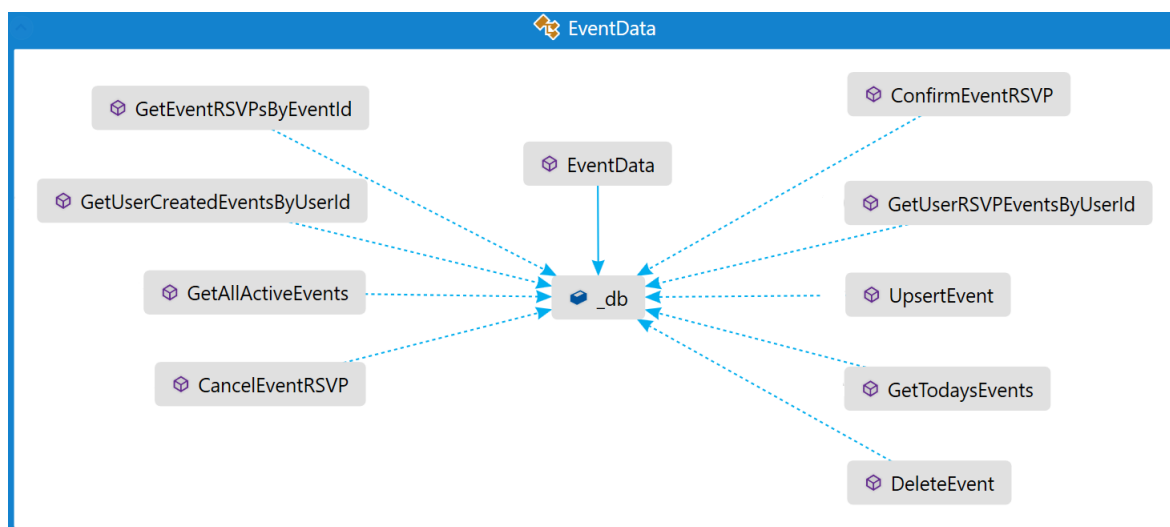 EventData
GetEventRSVPsByEventId
ConfirmEventRSVP
EventData
GetUserCreatedEventsByUserId
GetUserRSVPEventsByUserId
GetAllActiveEvents
_db
UpsertEvent
CancelEventRSVP
GetTodaysEvents
DeleteEvent